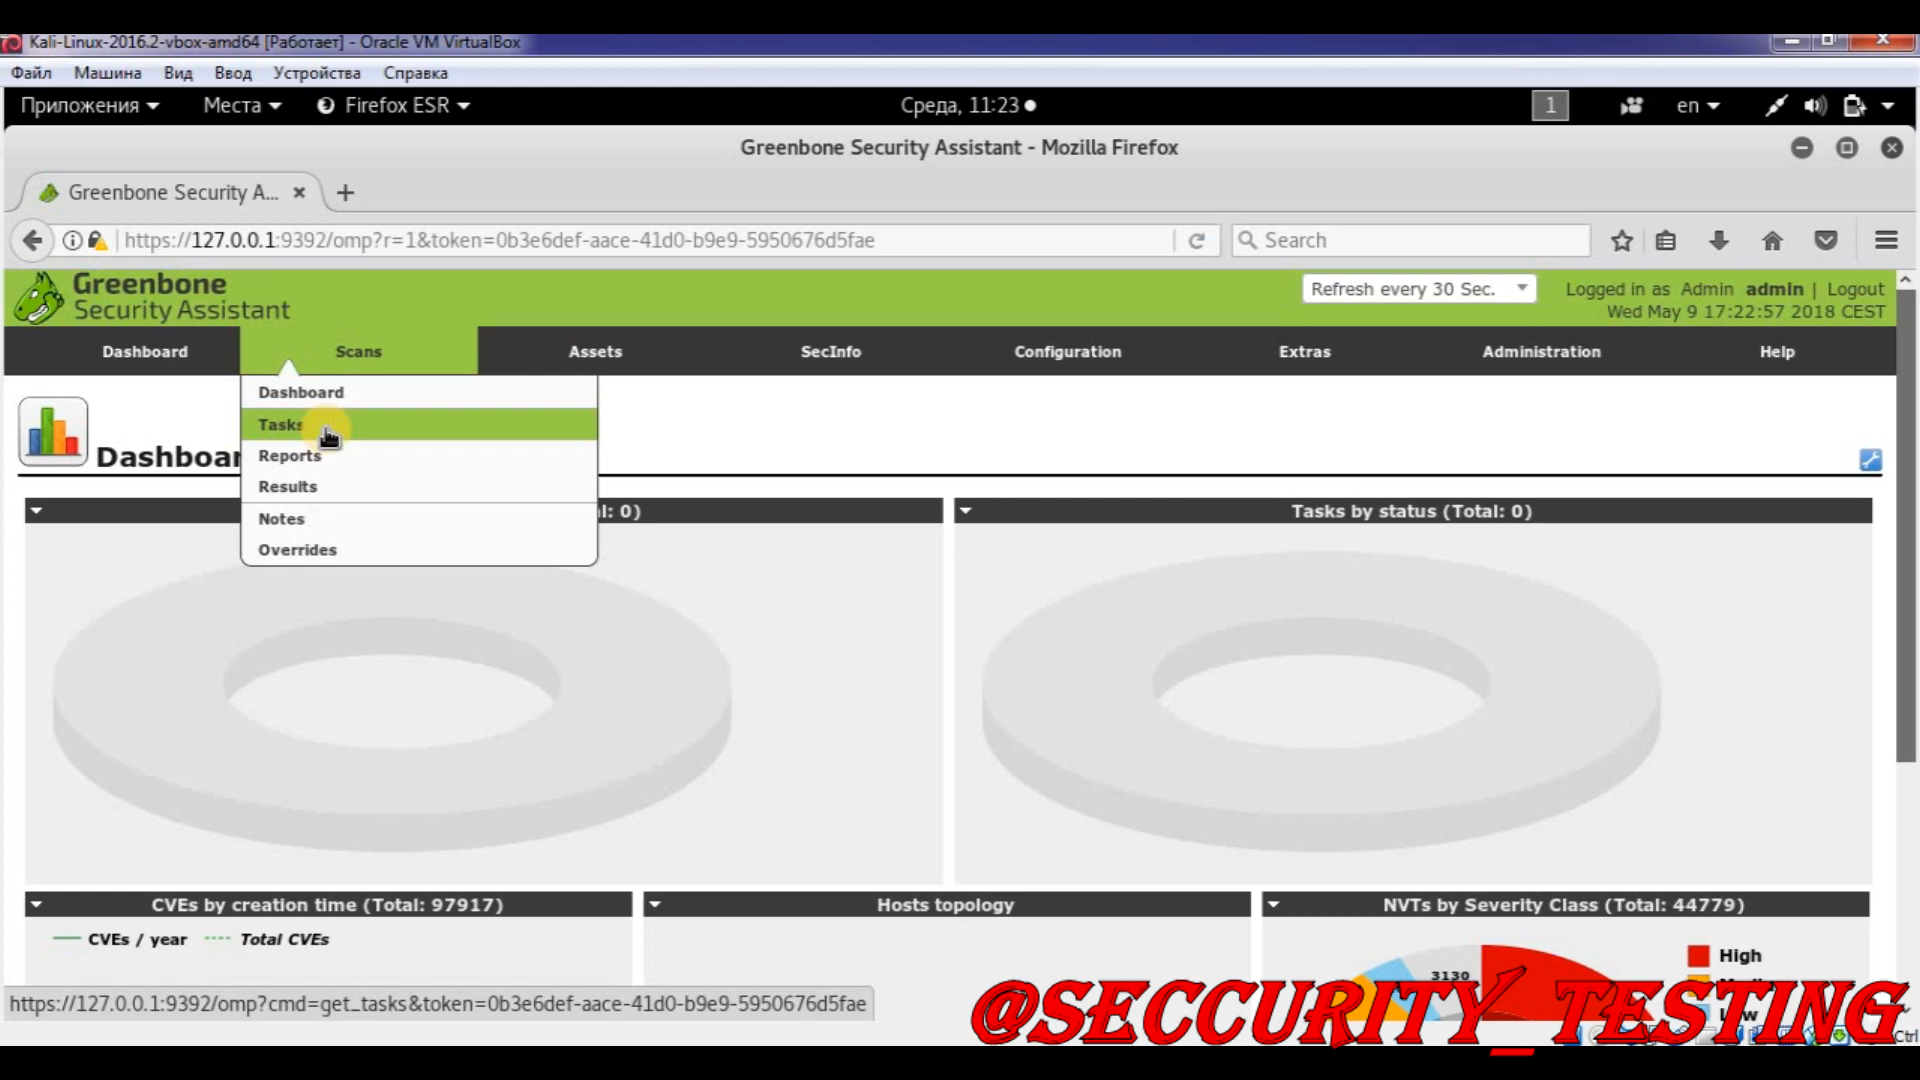 Kali-Linux-2016.2-vbox-amd64 [Работает] - Oracle VM VirtualBox
Файл Машина Вид Ввод Устройства Справка
Приложения Места Firefox ESR Среда, 11:23 1 en
Greenbone Security Assistant - Mozilla Firefox
Greenbone Security A...
https://127.0.0.1:9392/omp?r=1&token=0b3e6def-aace-41d0-b9e9-5950676d5fae Search
Greenbone
Security Assistant
Refresh every 30 Sec. Logged in as Admin admin | Logout
Wed May 9 17:22:57 2018 CEST
Dashboard Scans Assets SecInfo Configuration Extras Administration Help
Dashboard
Tasks
Reports
Results
Notes
Overrides
Dashboar
l: 0) Tasks by status (Total: 0)
CVEs by creation time (Total: 97917) Hosts topology NVTs by Severity Class (Total: 44779)
CVEs / year Total CVEs
High
3130
Low
https://127.0.0.1:9392/omp?cmd=get_tasks&token=0b3e6def-aace-41d0-b9e9-5950676d5fae
@SECCURITY_TESTING
Ctrl